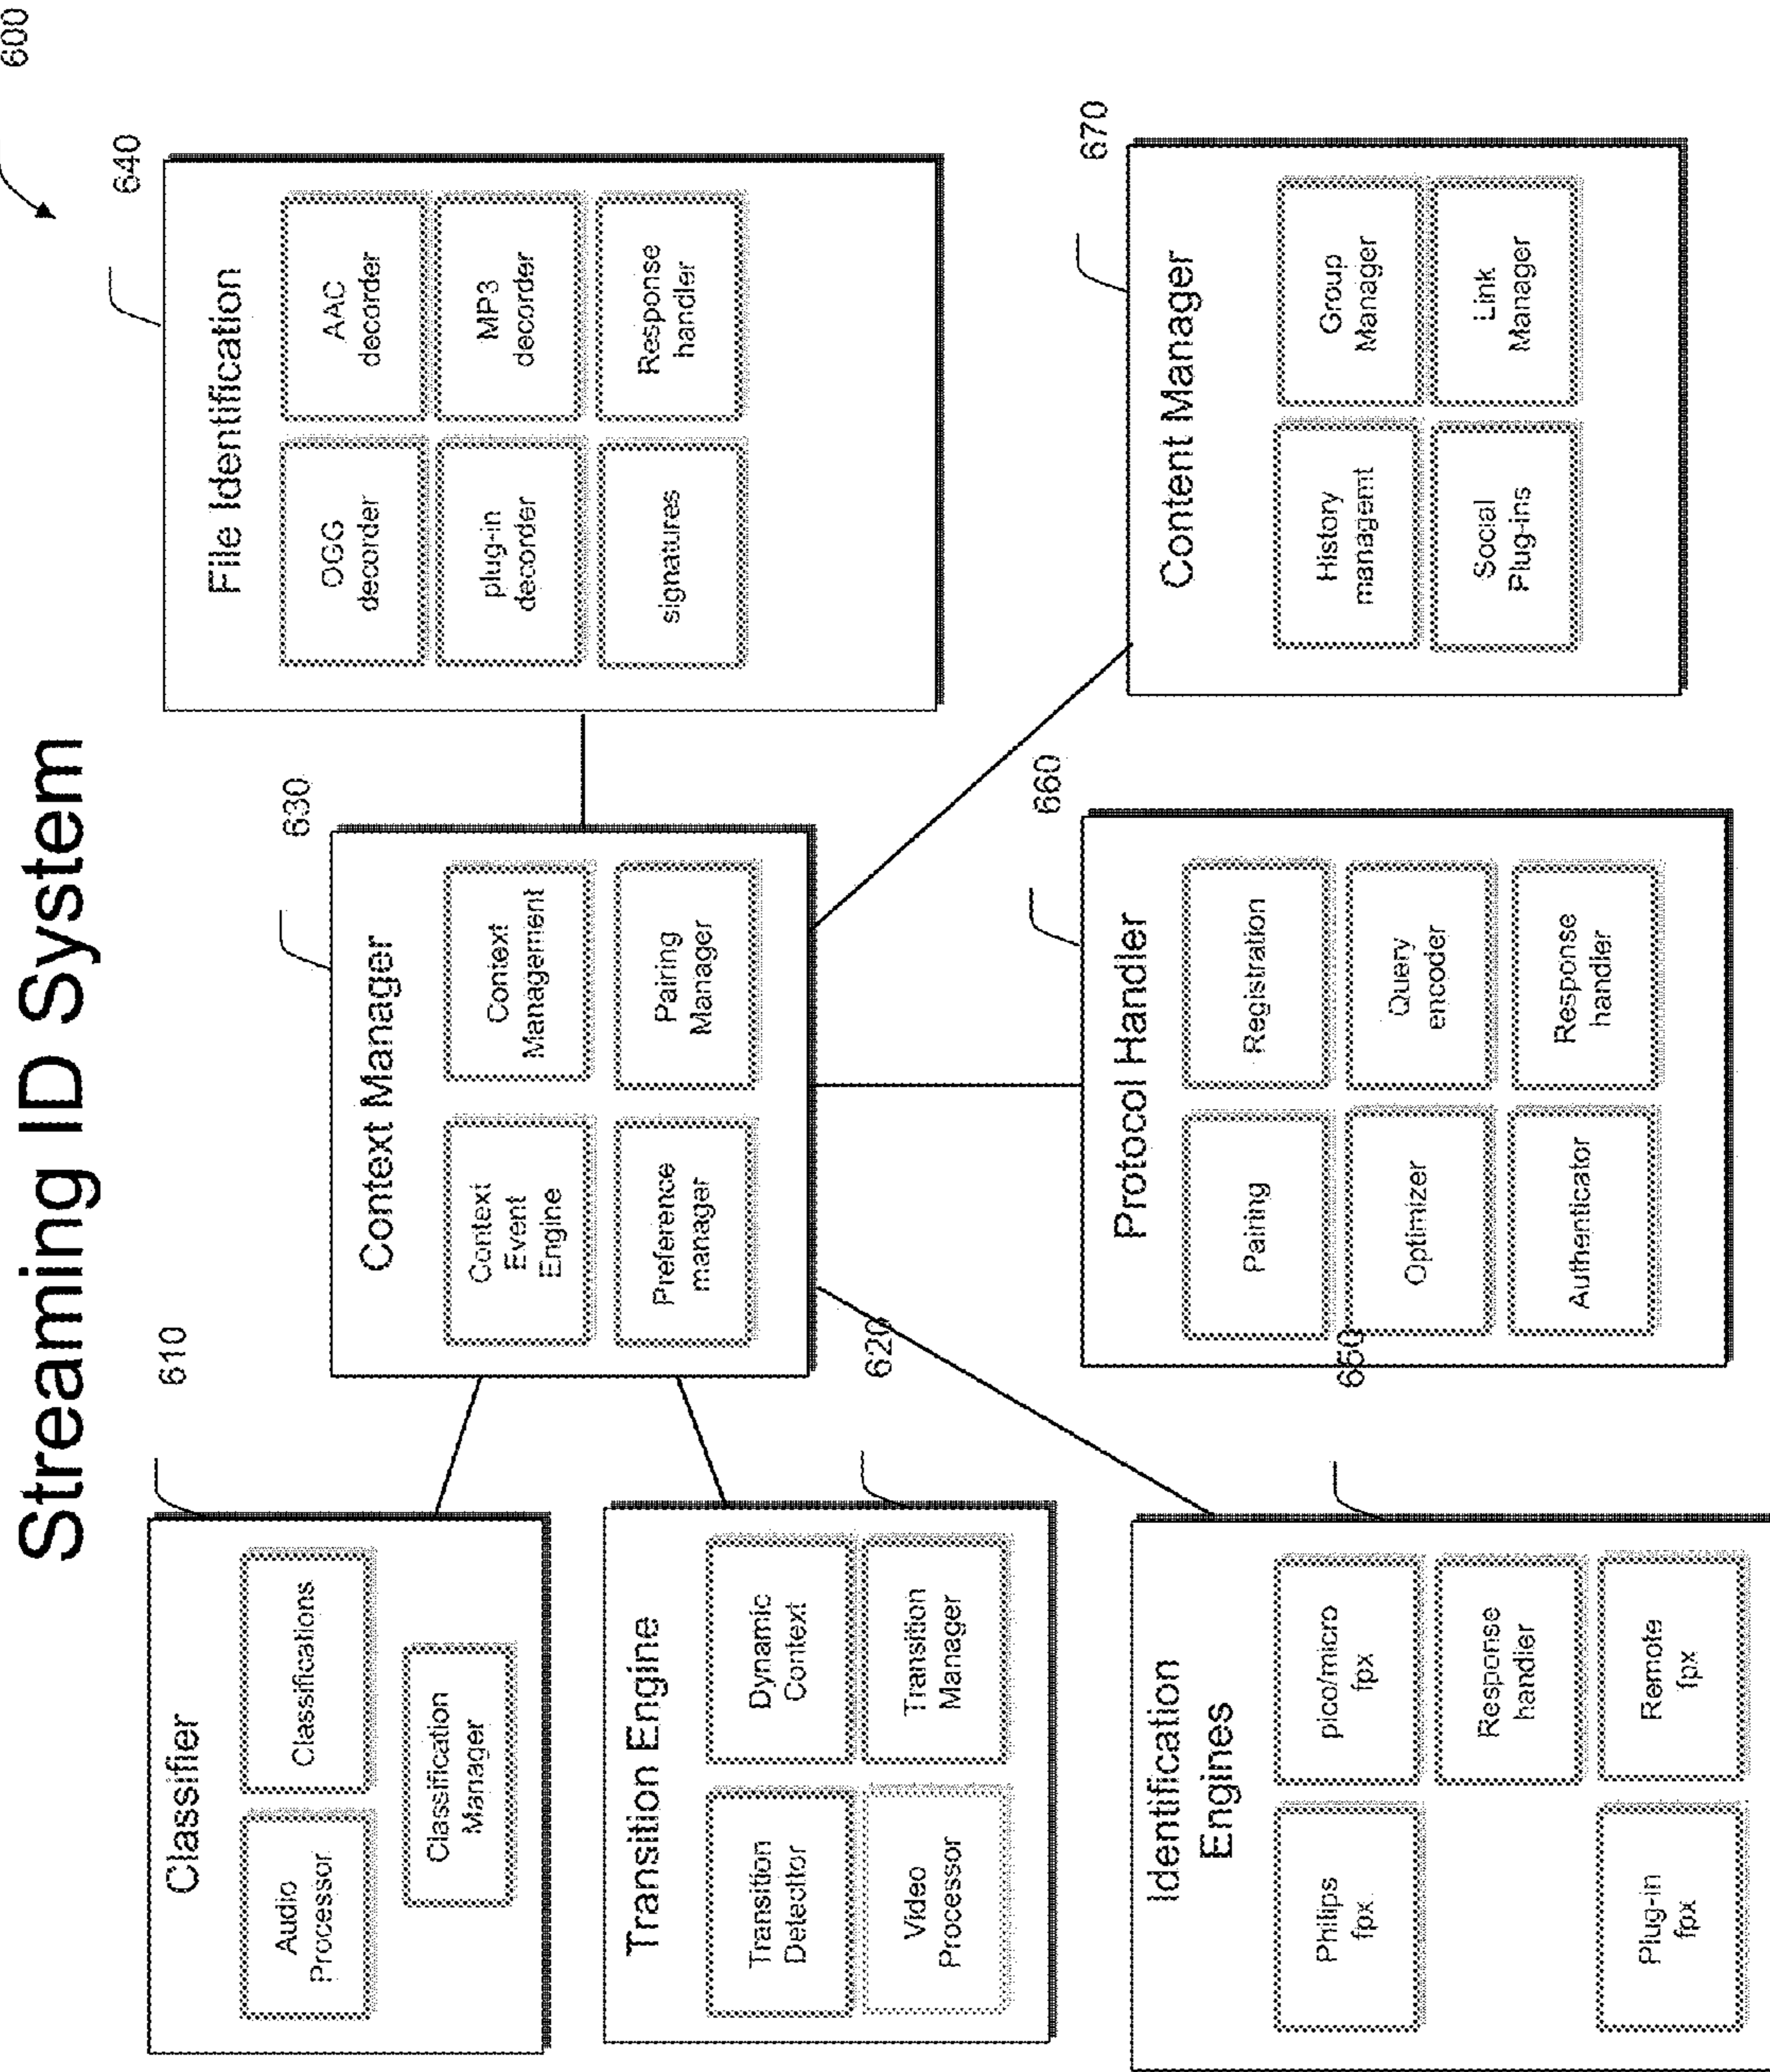 600
Streaming ID System
610
Classifier
Audio
Processor
Classifications
Classification
Manager
620
Transition Engine
Transition
Detecltor
Dynamic
Context
Video
Processor
Transition
Manager
650
Identification
Engines
Philips
fpx
pico/micro
fpx
Response
handler
Plug-in
fpx
Remote
fpx
630
Context Manager
Context
Event
Engine
Context
Management
Preference
manager
Pairing
Manager
660
Protocol Handler
Pairing
Registration
Optimizer
Query
encoder
Authenticator
Response
handler
640
File Identification
OGG
decorder
AAC
decorder
plug-in
decorder
MP3
decorder
signatures
Response
handler
670
Content Manager
History
managemt
Group
Manager
Social
Plug-ins
Link
Manager